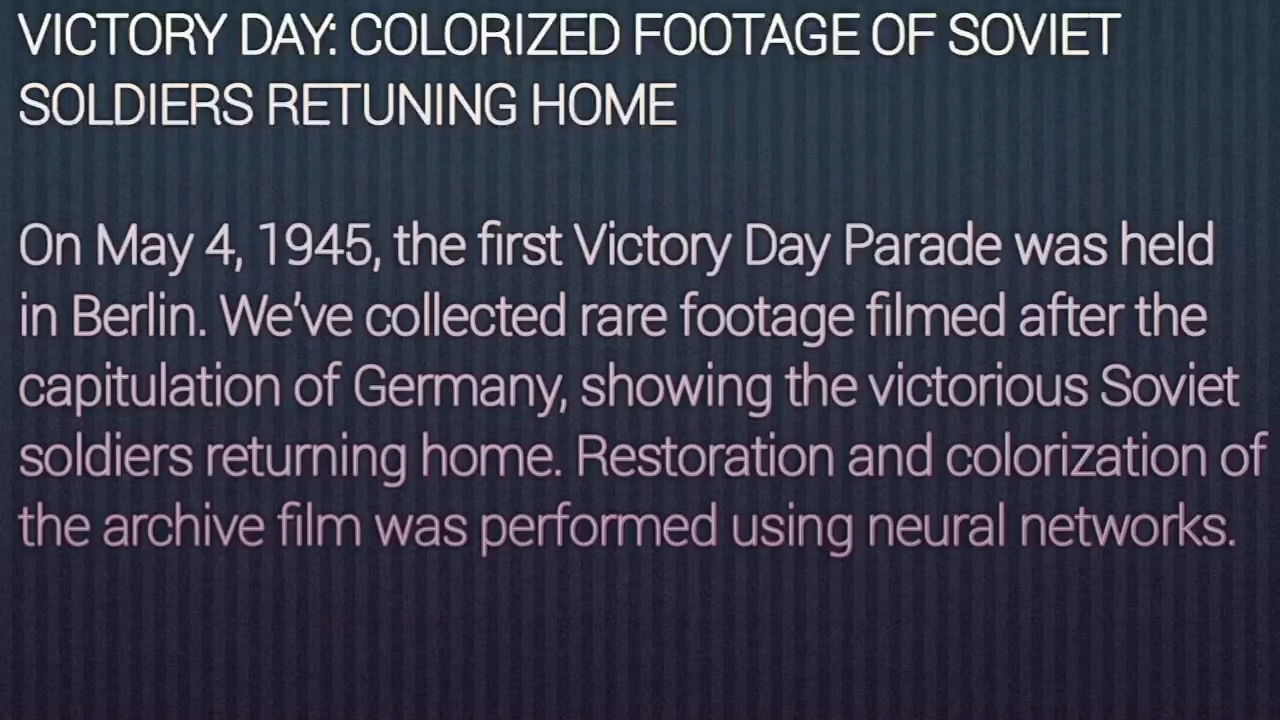 VICTORY DAY: COLORIZED FOOTAGE OF SOVIET
SOLDIERS RETUNING HOME
On May 4, 1945, the first Victory Day Parade was held
in Berlin. We’ve collected rare footage filmed after the
capitulation of Germany, showing the victorious Soviet
soldiers returning home. Restoration and colorization of
the archive film was performed using neural networks.